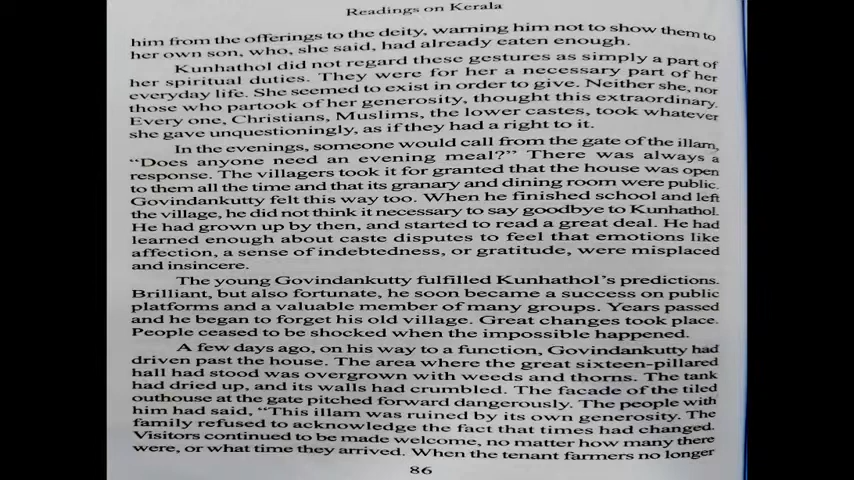 Readings on Kerala
him from the offerings to the deity, warning him not to show them to
her own son, who, she said, had already eaten enough.
Kunhathol did not regard these gestures as simply a part of
her spiritual duties. They were for her a necessary part of her
everyday life. She seemed to exist in order to give. Neither she, nor
those who partook of her generosity, thought this extraordinary.
Every one, Christians, Muslims, the lower castes, took whatever
she gave unquestioningly, as if they had a right to it.
In the evenings, someone would call from the gate of the illam,
“Does anyone need an evening meal?” There was always a
response. The villagers took it for granted that the house was open
to them all the time and that its granary and dining room were public.
Govindankutty felt this way too. When he finished school and left
the village, he did not think it necessary to say goodbye to Kunhathol.
He had grown up by then, and started to read a great deal. He had
learned enough about caste disputes to feel that emotions like
affection, a sense of indebtedness, or gratitude, were misplaced
and insincere.
The young Govindankutty fulfilled Kunhathol’s predictions.
Brilliant, but also fortunate, he soon became a success on public
platforms and a valuable member of many groups. Years passed
and he began to forget his old village. Great changes took place.
People ceased to be shocked when the impossible happened.
A few days ago, on his way to a function, Govindankutty had
driven past the house. The area where the great sixteen-pillared
hall had stood was overgrown with weeds and thorns. The tank
had dried up, and its walls had crumbled. The facade of the tiled
outhouse at the gate pitched forward dangerously. The people with
him had said, “This illam was ruined by its own generosity. The
family refused to acknowledge the fact that times had changed.
Visitors continued to be made welcome, no matter how many there
were, or what time they arrived. When the tenant farmers no longer
86